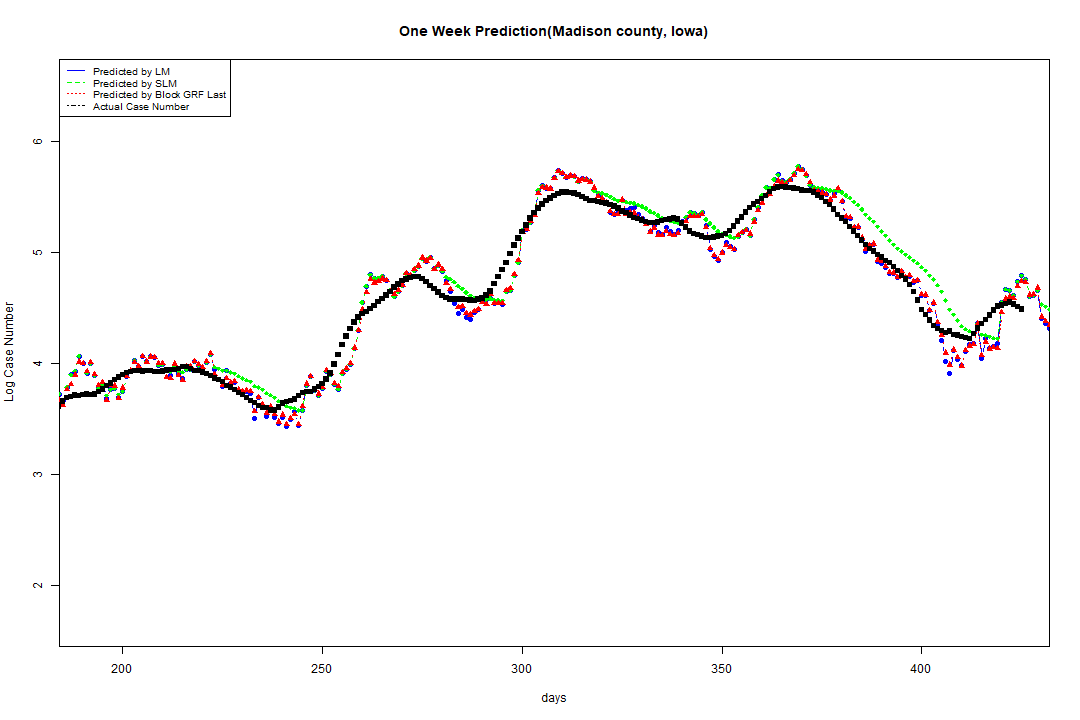 One Week Prediction(Madison county, Iowa)
Predicted by LM
Predicted by SLM
Predicted by Block GRF Last
Actual Case Number
6
5
4
3
2
Log Case Number
200 250 300 350 400
days